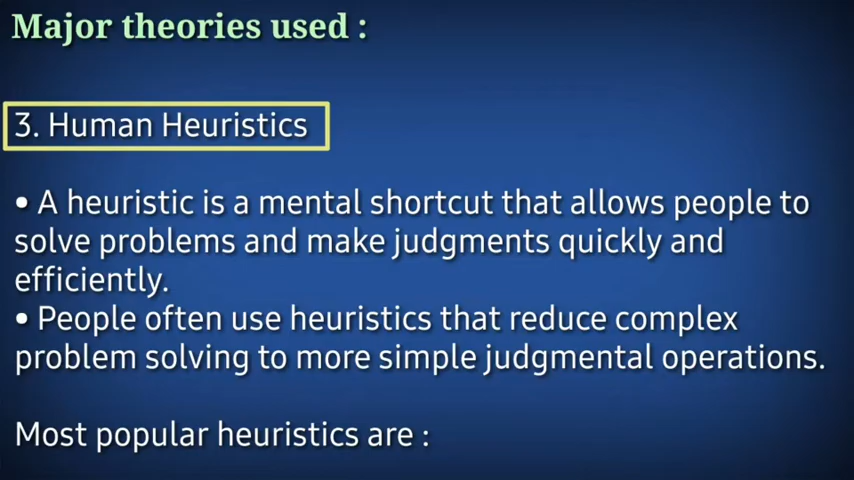 Major theories used :
3. Human Heuristics
• A heuristic is a mental shortcut that allows people to
solve problems and make judgments quickly and
efficiently.
• People often use heuristics that reduce complex
problem solving to more simple judgmental operations.
Most popular heuristics are :